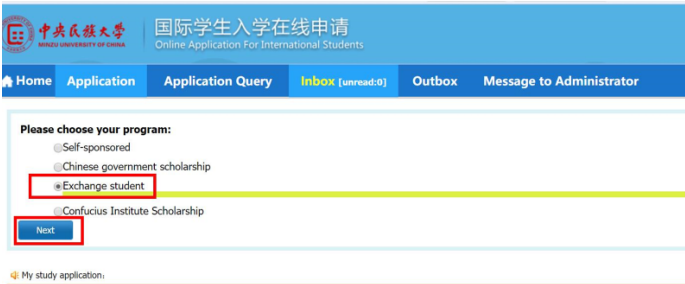 中央民族大学
MINZU UNIVERSITY OF CHINA
国际学生入学在线申请
Online Application For International Students
Home Application Application Query Inbox [unread:0] Outbox Message to Administrator
Please choose your program:
Self-sponsored
Chinese government scholarship
Exchange student
Confucius Institute Scholarship
Next
My study application: